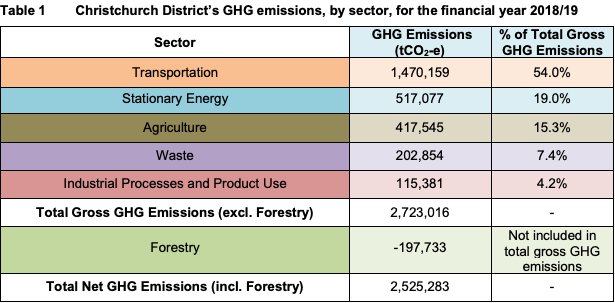 Table 1 Christchurch District's GHG emissions, by sector, for the financial year 2018/19
Sector
GHG Emissions
(tCO₂-e)
% of Total Gross
GHG Emissions
Transportation 1,470,159 54.0%
Stationary Energy 517,077 19.0%
Agriculture 417,545 15.3%
Waste 202,854 7.4%
Industrial Processes and Product Use 115,381 4.2%
Total Gross GHG Emissions (excl. Forestry) 2,723,016 -
Forestry -197,733
Not included in
total gross GHG
emissions
Total Net GHG Emissions (incl. Forestry) 2,525,283 -